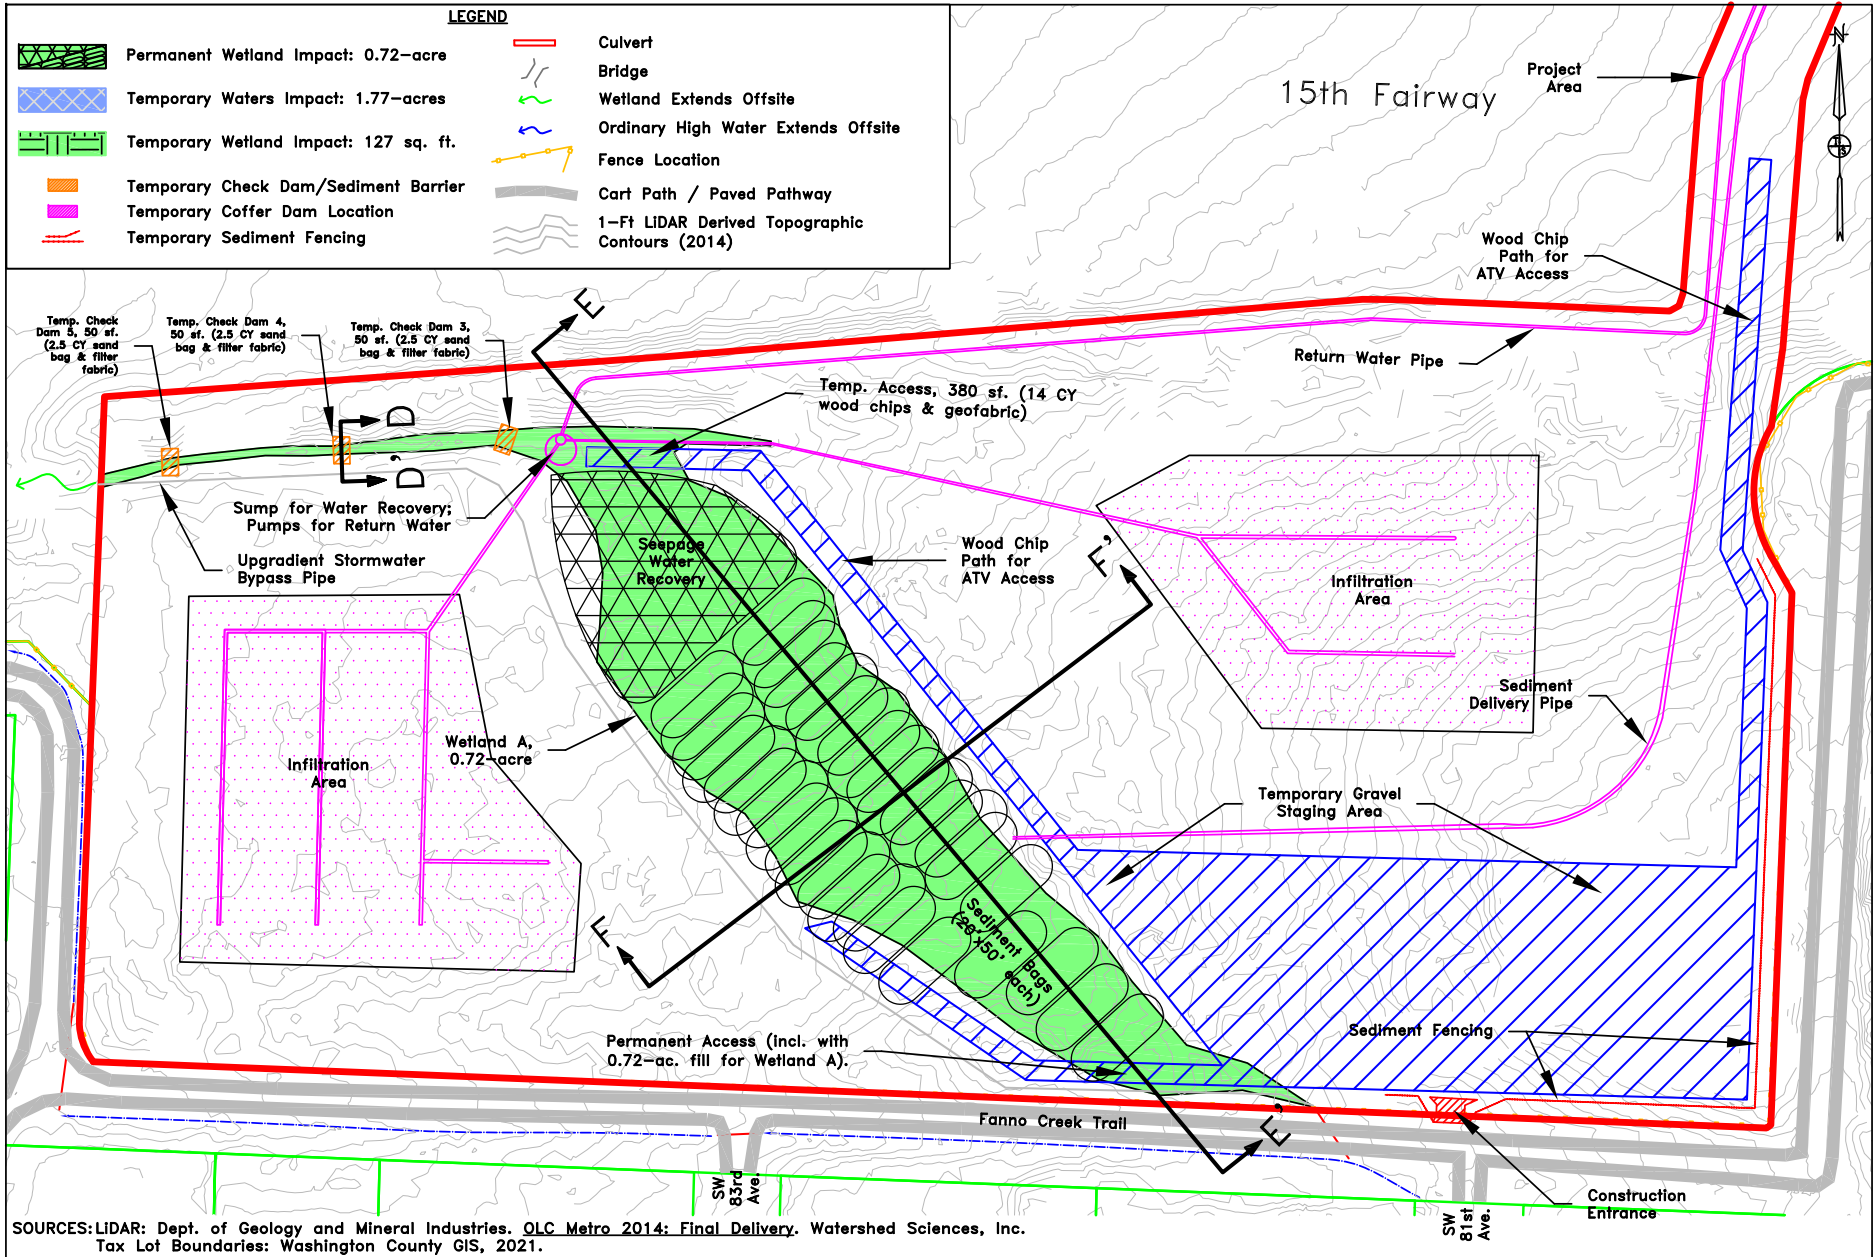 LEGEND
Permanent Wetland Impact: 0.72-acre
Temporary Waters Impact: 1.77-acres
Temporary Wetland Impact: 127 sq. ft.
Temporary Check Dam/Sediment Barrier
Temporary Coffer Dam Location
Temporary Sediment Fencing
Culvert
Bridge
Wetland Extends Offsite
Ordinary High Water Extends Offsite
Fence Location
Cart Path / Paved Pathway
1-Ft LiDAR Derived Topographic
Contours (2014)
15th Fairway
Project
Area
N
Wood Chip
Path for
ATV Access
Return Water Pipe
Temp. Check
Dam 5, 50 sf.
(2.5 CY sand
bag & filter
fabric)
Temp. Check Dam 4,
50 sf. (2.5 CY sand
bag & filter fabric)
Temp. Check Dam 3,
50 sf. (2.5 CY sand
bag & filter fabric)
E
Temp. Access, 380 sf. (14 CY
wood chips & geofabric)
D
D'
Sump for Water Recovery;
Pumps for Return Water
Upgradient Stormwater
Bypass Pipe
Seepage
Water
Recovery
Wood Chip
Path for
ATV Access
F'
Infiltration
Area
Sediment
Delivery Pipe
Wetland A,
0.72-acre
Infiltration
Area
Temporary Gravel
Staging Area
F
Sediment Bags
(20'x50' each)
Permanent Access (incl. with
0.72-ac. fill for Wetland A).
Sediment Fencing
Fanno Creek Trail
E'
SW
83rd
Ave.
SW
81st
Ave.
Construction
Entrance
SOURCES: LiDAR: Dept. of Geology and Mineral Industries. OLC Metro 2014: Final Delivery. Watershed Sciences, Inc.
Tax Lot Boundaries: Washington County GIS, 2021.